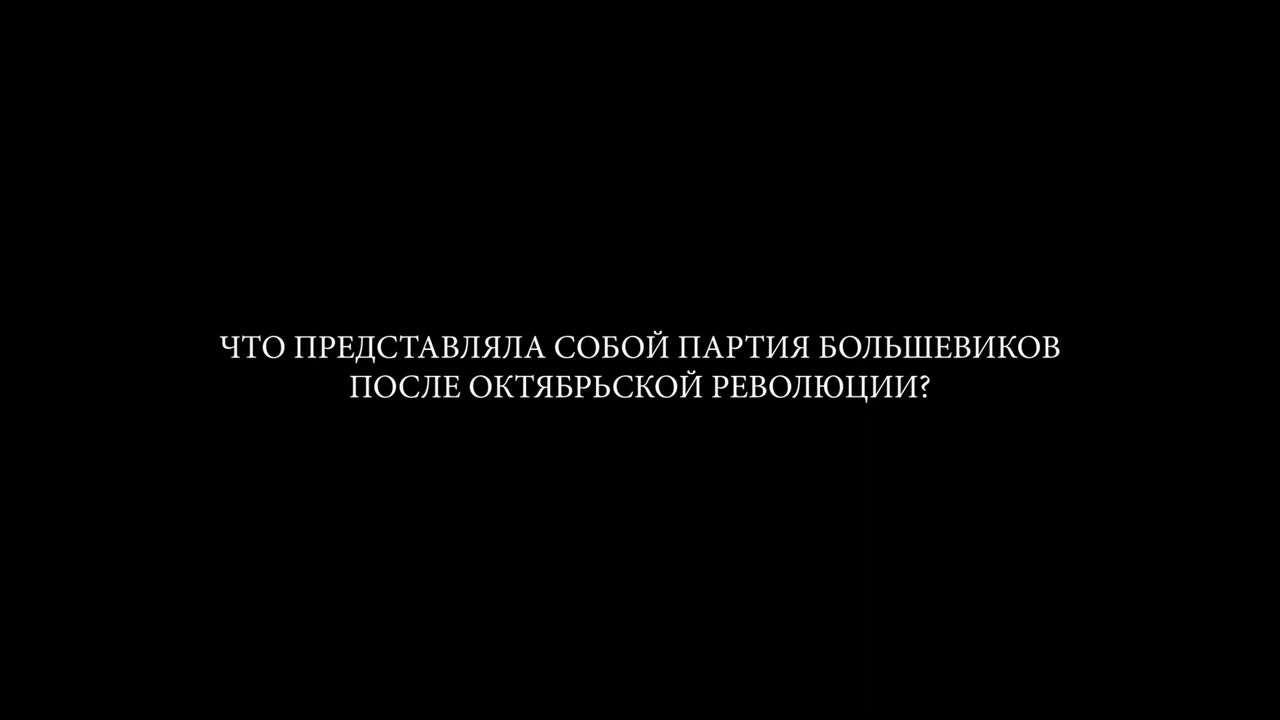 ЧТО ПРЕДСТАВЛЯЛА СОБОЙ ПАРТИЯ БОЛЬШЕВИКОВ
ПОСЛЕ ОКТЯБРЬСКОЙ РЕВОЛЮЦИИ?